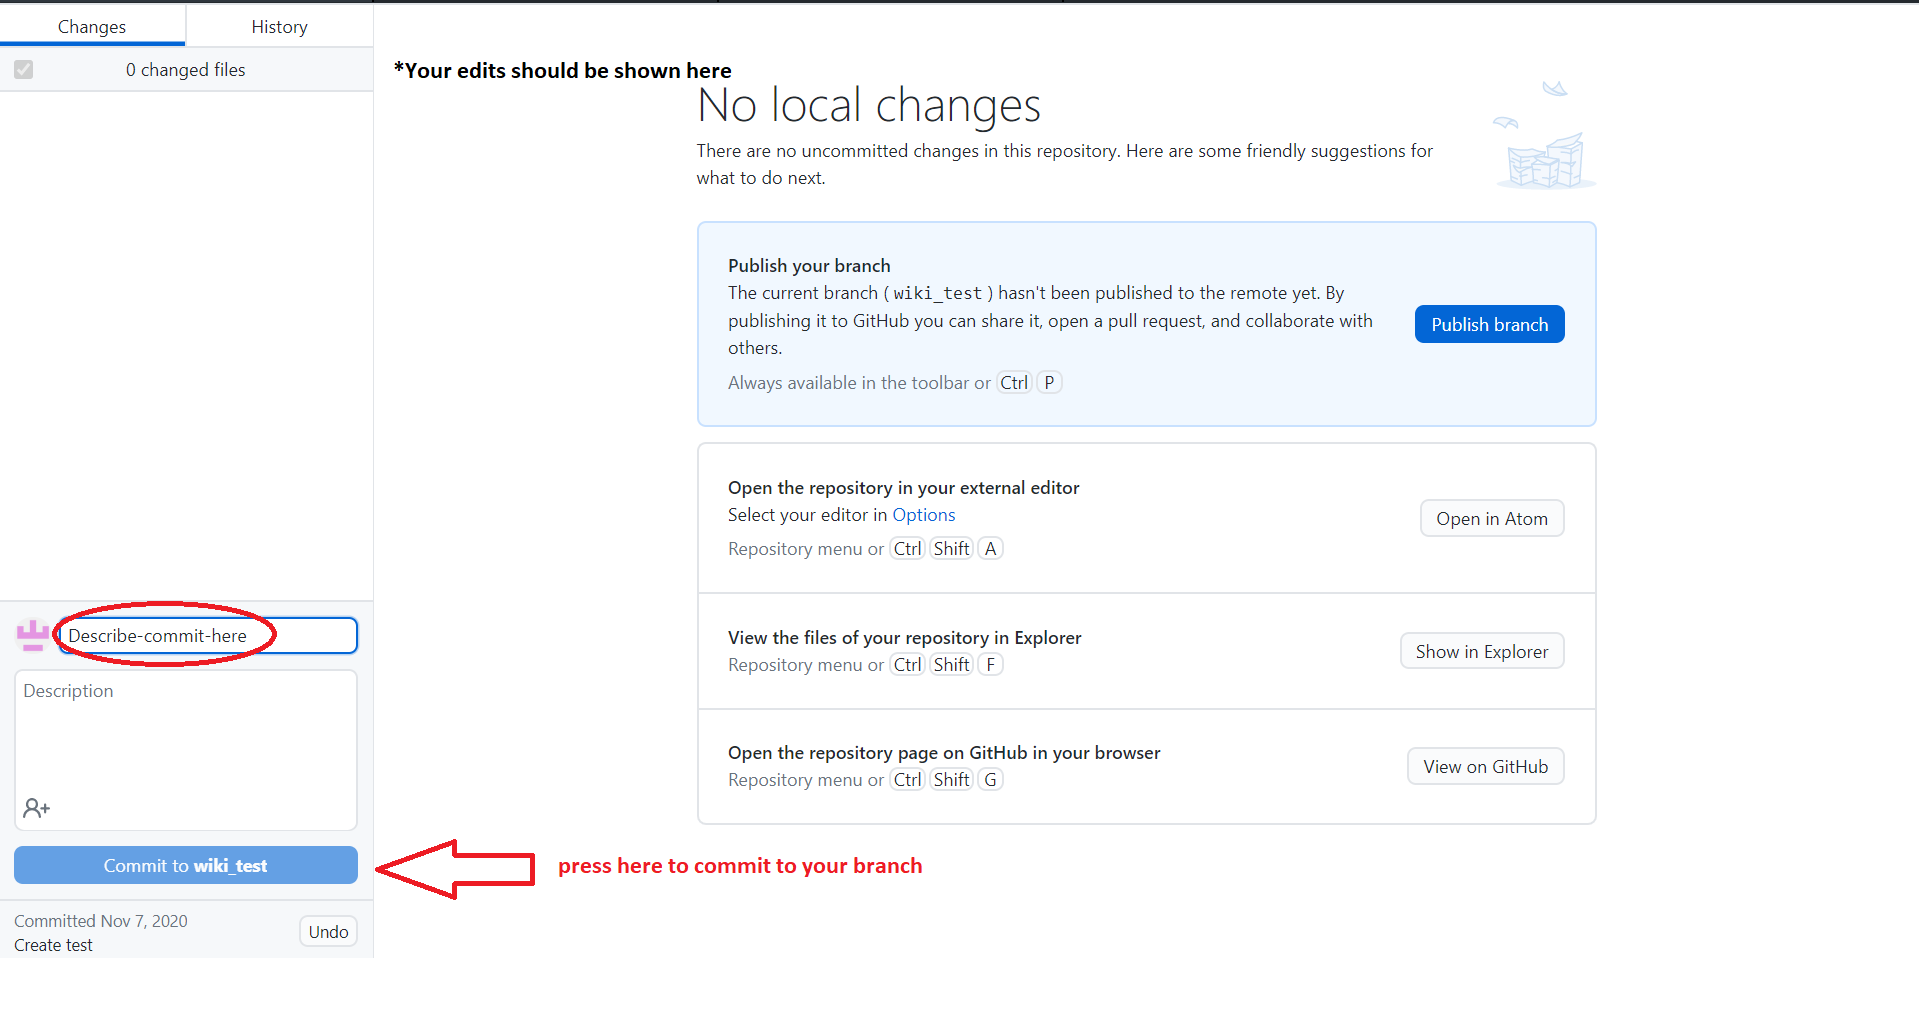 Changes
History
0 changed files
*Your edits should be shown here
No local changes
There are no uncommitted changes in this repository. Here are some friendly suggestions for
what to do next.
Publish your branch
The current branch ( wiki_test ) hasn't been published to the remote yet. By
publishing it to GitHub you can share it, open a pull request, and collaborate with
others.
Always available in the toolbar or Ctrl P
Publish branch
Open the repository in your external editor
Select your editor in Options
Repository menu or Ctrl Shift A
Open in Atom
View the files of your repository in Explorer
Repository menu or Ctrl Shift F
Show in Explorer
Open the repository page on GitHub in your browser
Repository menu or Ctrl Shift G
View on GitHub
Describe-commit-here
Description
Commit to wiki_test
press here to commit to your branch
Committed Nov 7, 2020
Create test
Undo